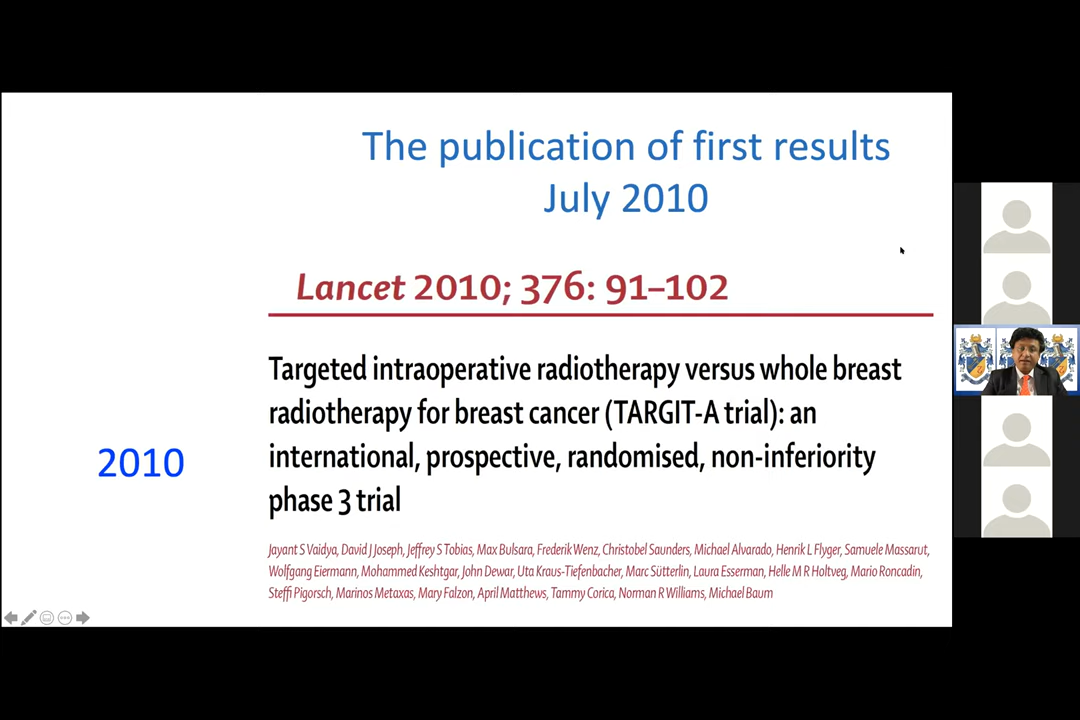 The publication of first results
July 2010
Lancet 2010; 376: 91–102
Targeted intraoperative radiotherapy versus whole breast
radiotherapy for breast cancer (TARGIT-A trial): an
international, prospective, randomised, non-inferiority
phase 3 trial
2010
Jayant S Vaidya, David J Joseph, Jeffrey S Tobias, Max Bulsara, Frederik Wenz, Christobel Saunders, Michael Alvarado, Henrik L Flyger, Samuele Massarut,
Wolfgang Eiermann, Mohammed Keshtgar, John Dewar, Uta Kraus-Tiefenbacher, Marc Sütterlin, Laura Esserman, Helle M R Holtveg, Mario Roncadin,
Steffi Pigorsch, Marinos Metaxas, Mary Falzon, April Matthews, Tammy Corica, Norman R Williams, Michael Baum